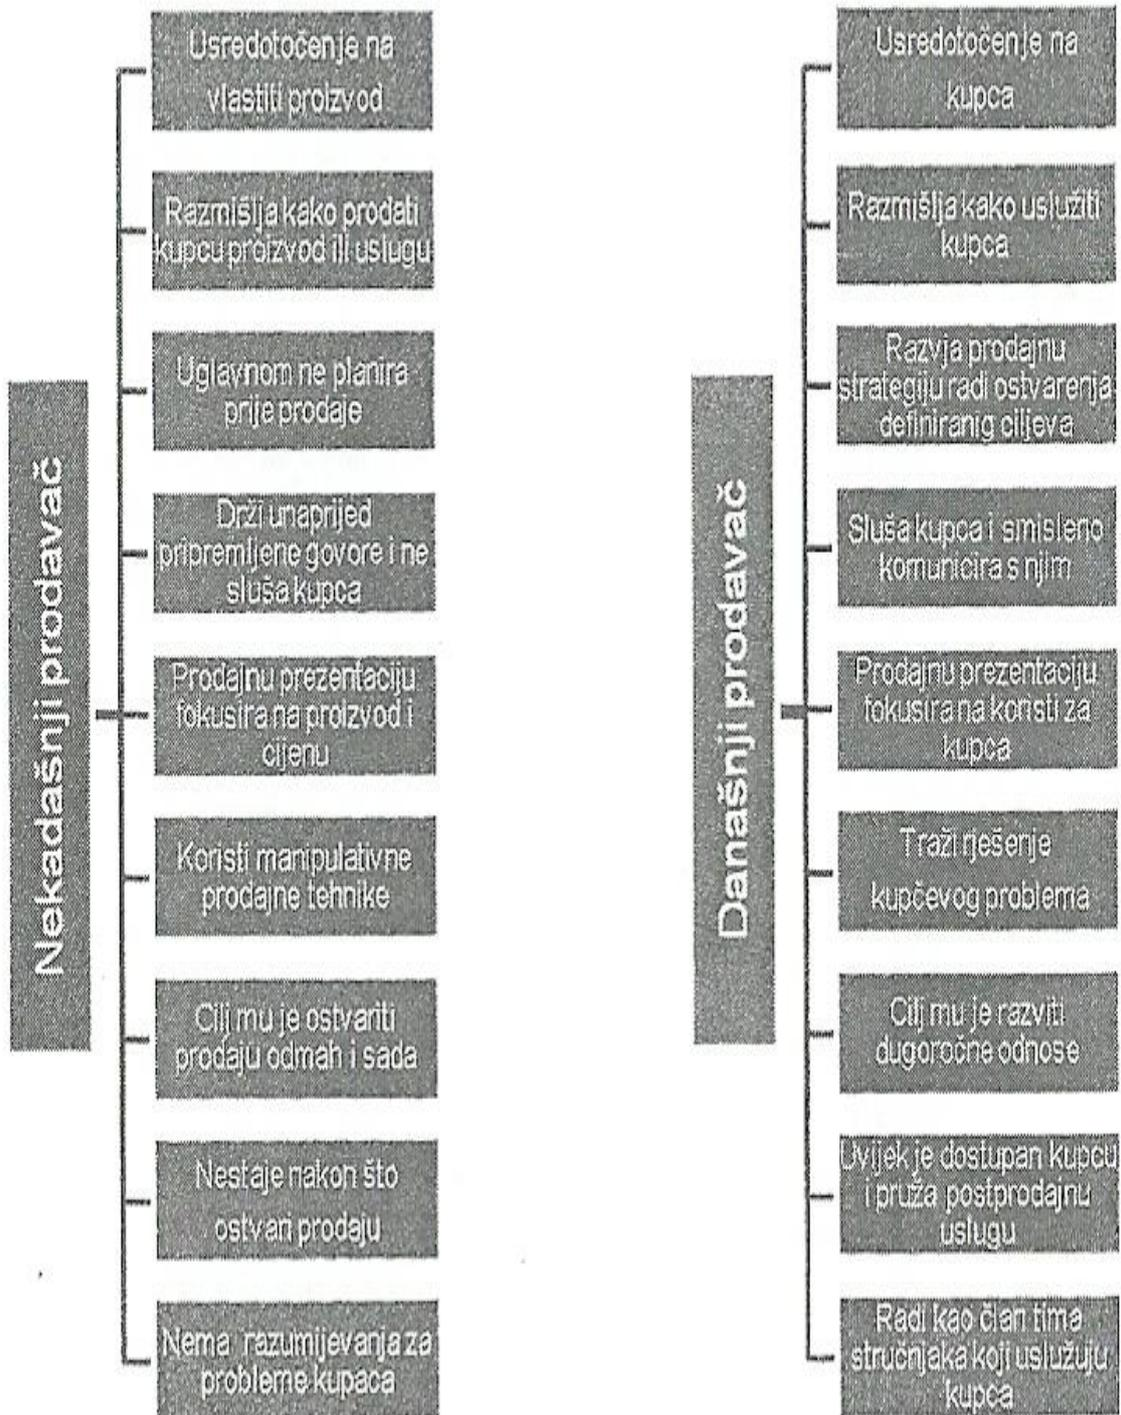 Nekadašnji prodavač
Usredotočenje na
vlastiti proizvod
Razmišlja kako prodati
kupcu proizvod ili uslugu
Uglavnom ne planira
prije prodaje
Drži unaprijed
pripremljene govore i ne
sluša kupca
Prodajnu prezentaciju
fokusira na proizvod i
cijenu
Koristi manipulativne
prodajne tehnike
Cilj mu je ostvariti
prodaju odmah i sada
Nestaje nakon što
ostvari prodaju
Nema razumijevanja za
probleme kupaca
Današnji prodavač
Usredotočenje na
kupca
Razmišlja kako uslužiti
kupca
Razvja prodajnu
strategiju radi ostvarenja
definiranig ciljeva
Sluša kupca i smisleno
komunicira s njim
Prodajnu prezentaciju
fokusira na koristi za
kupca
Traži rješenje
kupčevog problema
Cilj mu je razviti
dugoročne odnose
Uvijek je dostupan kupcu
i pruža postprodajnu
uslugu
Radi kao član tima
stručnjaka koji uslužuju
kupca